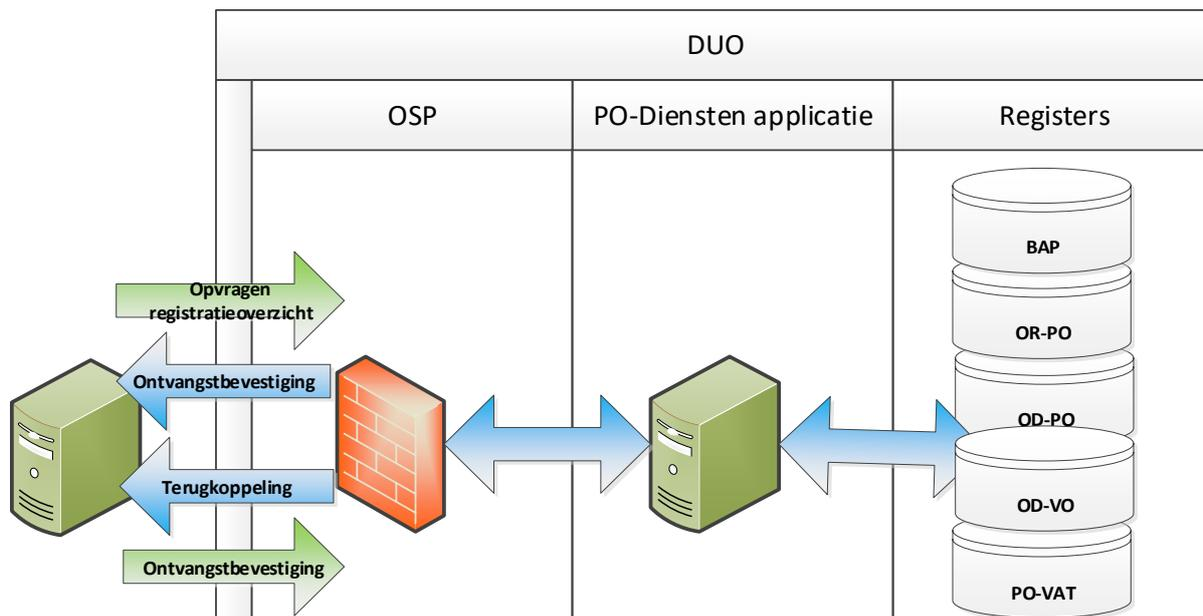 DUO
OSP
PO-Diensten applicatie
Registers
BAP
Opvragen
registratieoverzicht
OR-PO
Ontvangstbevestiging
OD-PO
Terugkoppeling
OD-VO
Ontvangstbevestiging
PO-VAT